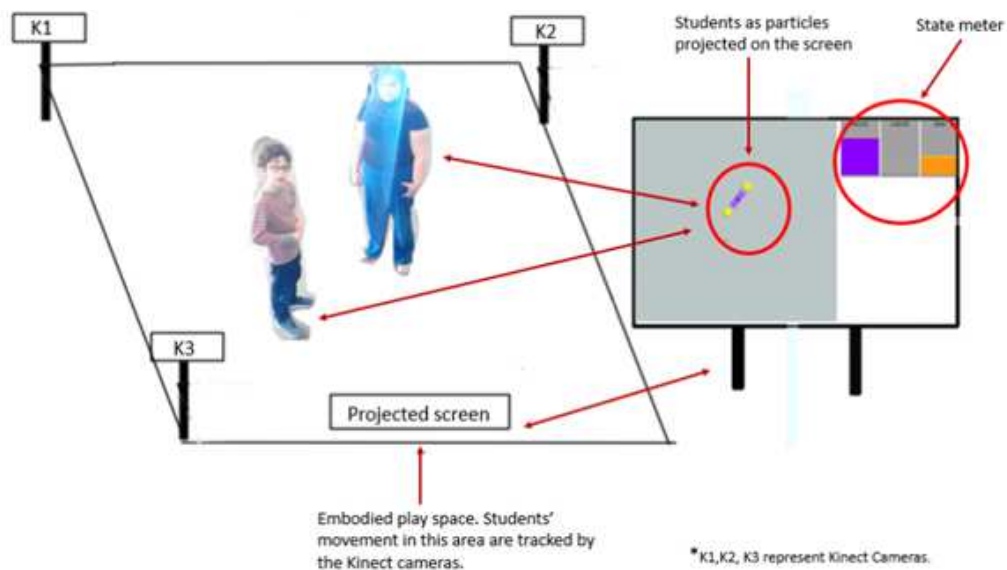 K1
K2
Students as particles
projected on the screen
State meter
K3
Projected screen
Embodied play space. Students'
movement in this area are tracked by
the Kinect cameras.
*K1,K2, K3 represent Kinect Cameras.